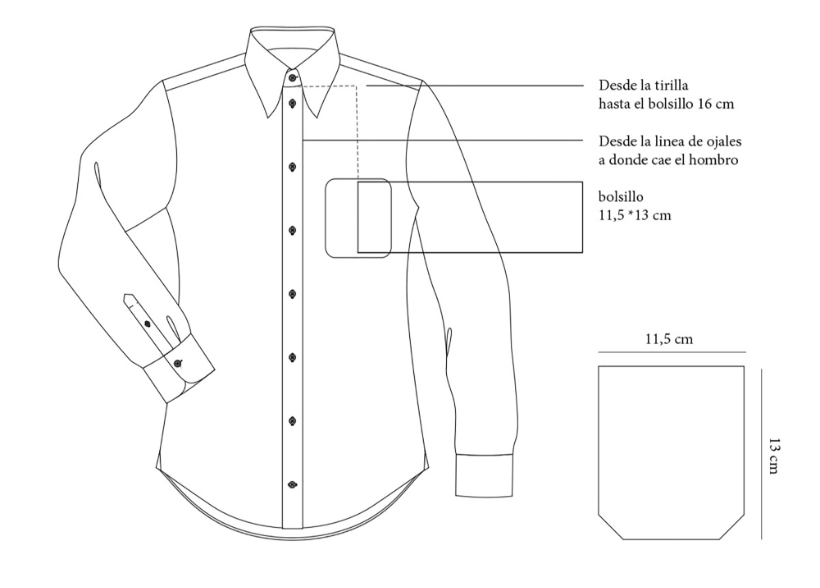 Desde la tirilla
hasta el bolsillo 16 cm
Desde la linea de ojales
a donde cae el hombro
bolsillo
11,5 *13 cm
11,5 cm
13 cm